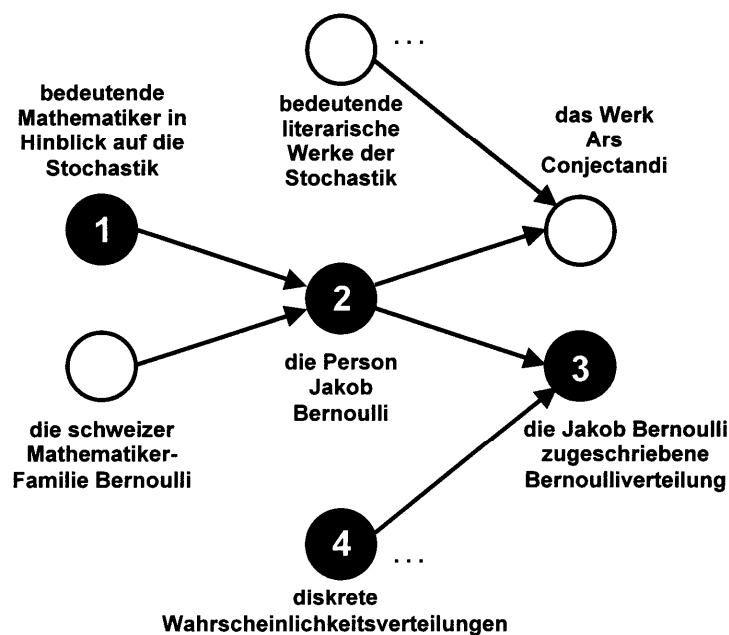 ...
bedeutende
Mathematiker in
Hinblick auf die
Stochastik
bedeutende
literarische
Werke der
Stochastik
das Werk
Ars
Conjectandi
1
2
die Person
Jakob
Bernoulli
3
die schweizer
Mathematiker-
Familie Bernoulli
die Jakob Bernoulli
zugeschriebene
Bernoulliverteilung
4
...
diskrete
Wahrscheinlichkeitsverteilungen